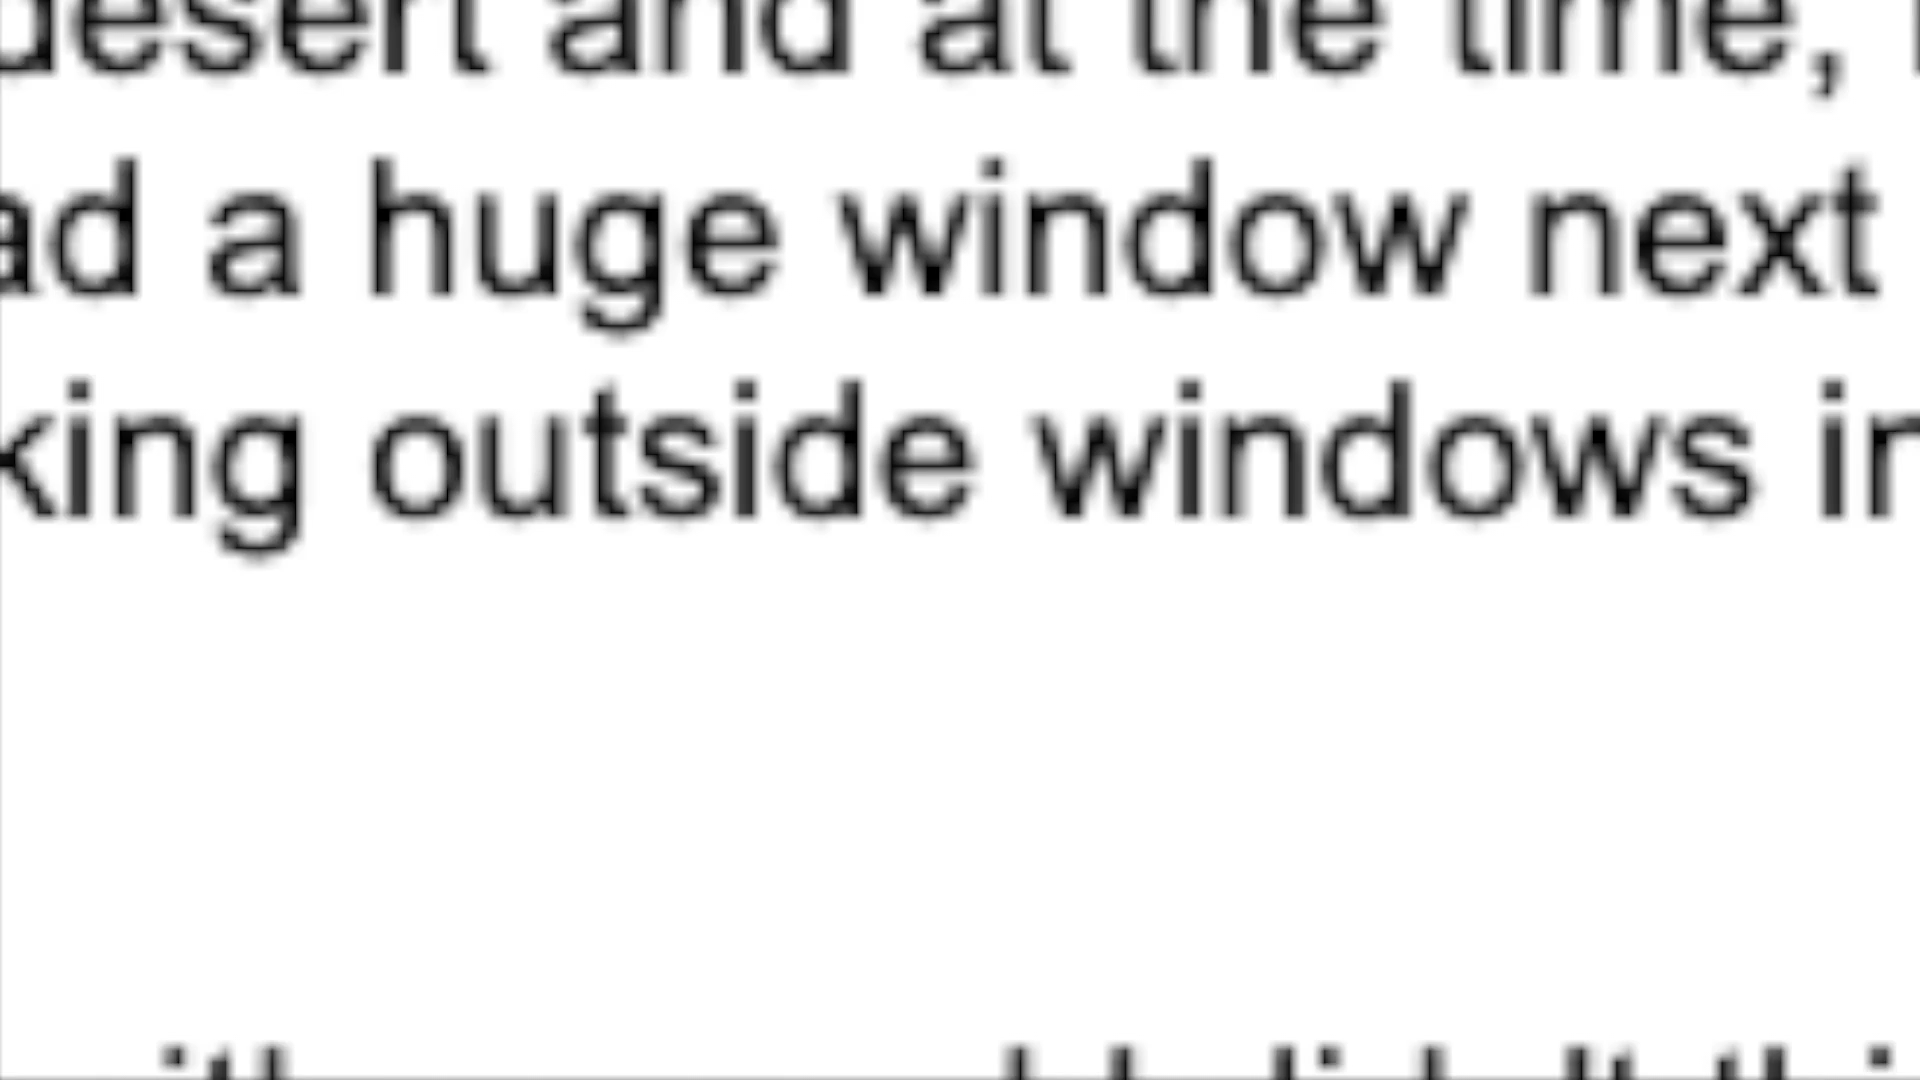 desert and at the time,
ad a huge window next
king outside windows in